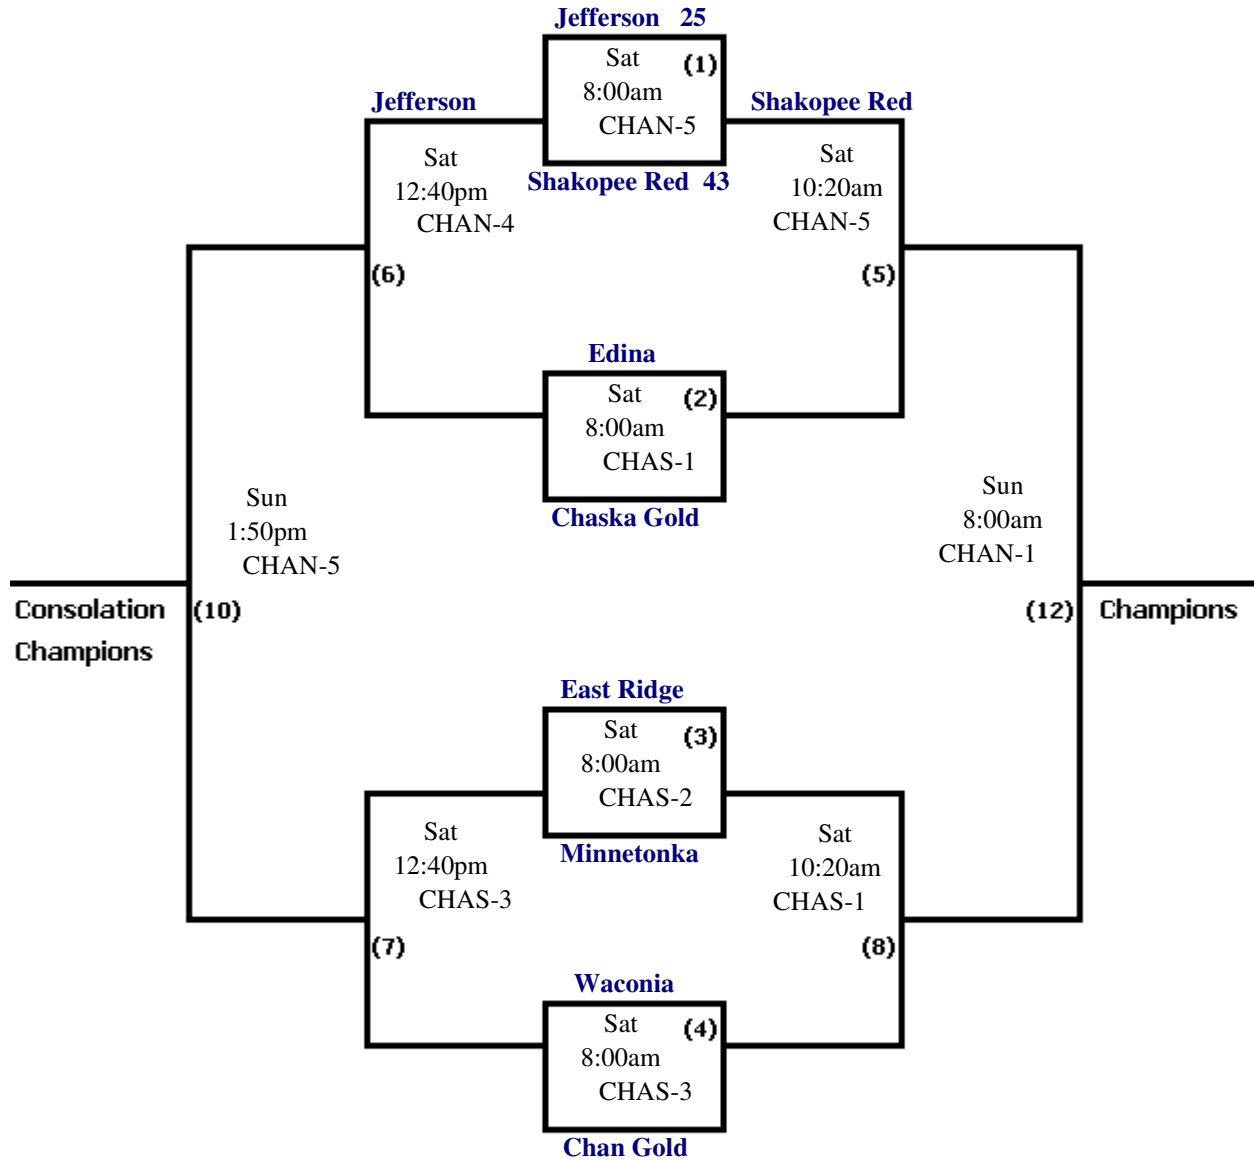 Jefferson 25
Sat (1)
8:00am
CHAN-5
Shakopee Red 43
Jefferson
Sat
12:40pm
CHAN-4
(6)
Shakopee Red
Sat
10:20am
CHAN-5
(5)
Edina
Sat (2)
8:00am
CHAS-1
Chaska Gold
Sun
1:50pm
CHAN-5
(10)
Consolation
Champions
Sun
8:00am
CHAN-1
(12)
Champions
East Ridge
Sat (3)
8:00am
CHAS-2
Minnetonka
Sat
12:40pm
CHAS-3
(7)
Sat
10:20am
CHAS-1
(8)
Waconia
Sat (4)
8:00am
CHAS-3
Chan Gold